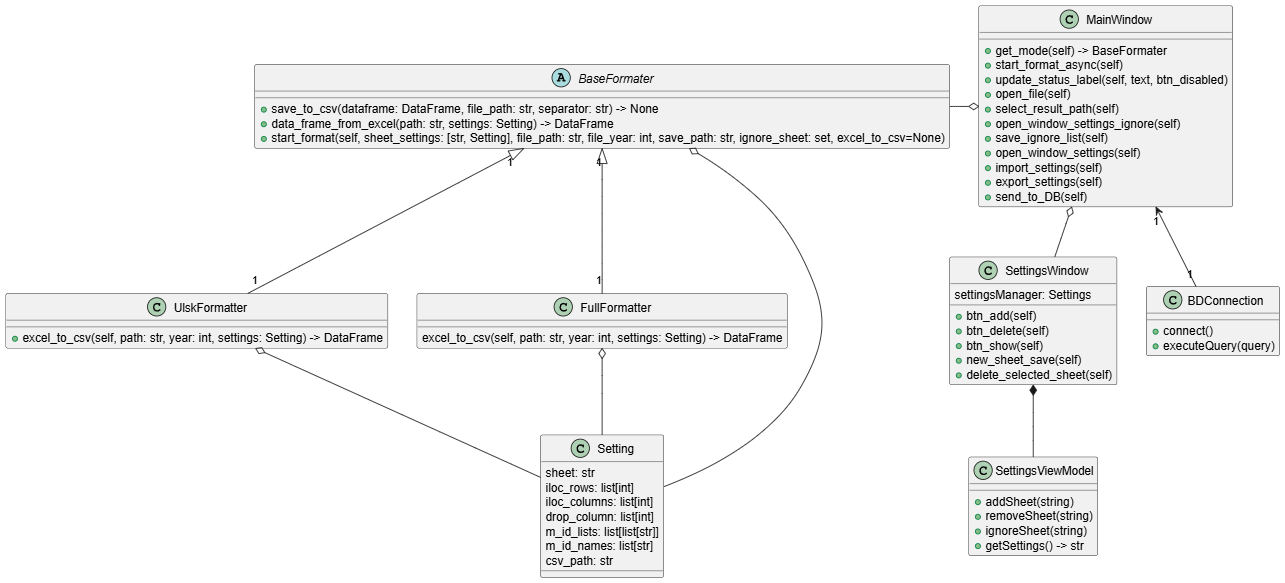 C MainWindow
get_mode(self) -> BaseFormater
start_format_async(self)
update_status_label(self, text, btn_disabled)
open_file(self)
select_result_path(self)
open_window_settings_ignore(self)
save_ignore_list(self)
open_window_settings(self)
import_settings(self)
export_settings(self)
send_to_DB(self)
A BaseFormater
save_to_csv(dataframe: DataFrame, file_path: str, separator: str) -> None
data_frame_from_excel(path: str, settings: Setting) -> DataFrame
start_format(self, sheet_settings: [str, Setting], file_path: str, file_year: int, save_path: str, ignore_sheet: set, excel_to_csv=None)
1
1
1
1
1
1
C UlskFormatter
excel_to_csv(self, path: str, year: int, settings: Setting) -> DataFrame
C FullFormatter
excel_to_csv(self, path: str, year: int, settings: Setting) -> DataFrame
C SettingsWindow
settingsManager: Settings
btn_add(self)
btn_delete(self)
btn_show(self)
new_sheet_save(self)
delete_selected_sheet(self)
C BDConnection
connect()
executeQuery(query)
C Setting
sheet: str
iloc_rows: list[int]
iloc_columns: list[int]
drop_column: list[int]
m_id_lists: list[list[str]]
m_id_names: list[str]
csv_path: str
C SettingsViewModel
addSheet(string)
removeSheet(string)
ignoreSheet(string)
getSettings() -> str